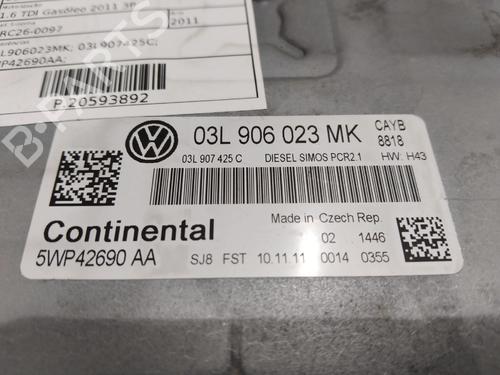 1.6 TDI Gasóleo 2011 3P
RC26-0097
2011
L906023MK; 03L907425C;
WP42690AA;
P.20593892
03L 906 023 MK
CAYB
8818
03L 907 425 C
DIESEL SIMOS PCR2.1
HW: H43
Continental
5WP42690 AA
Made in Czech Rep.
02
1446
SJ8 FST
10.11.11
0014
0355